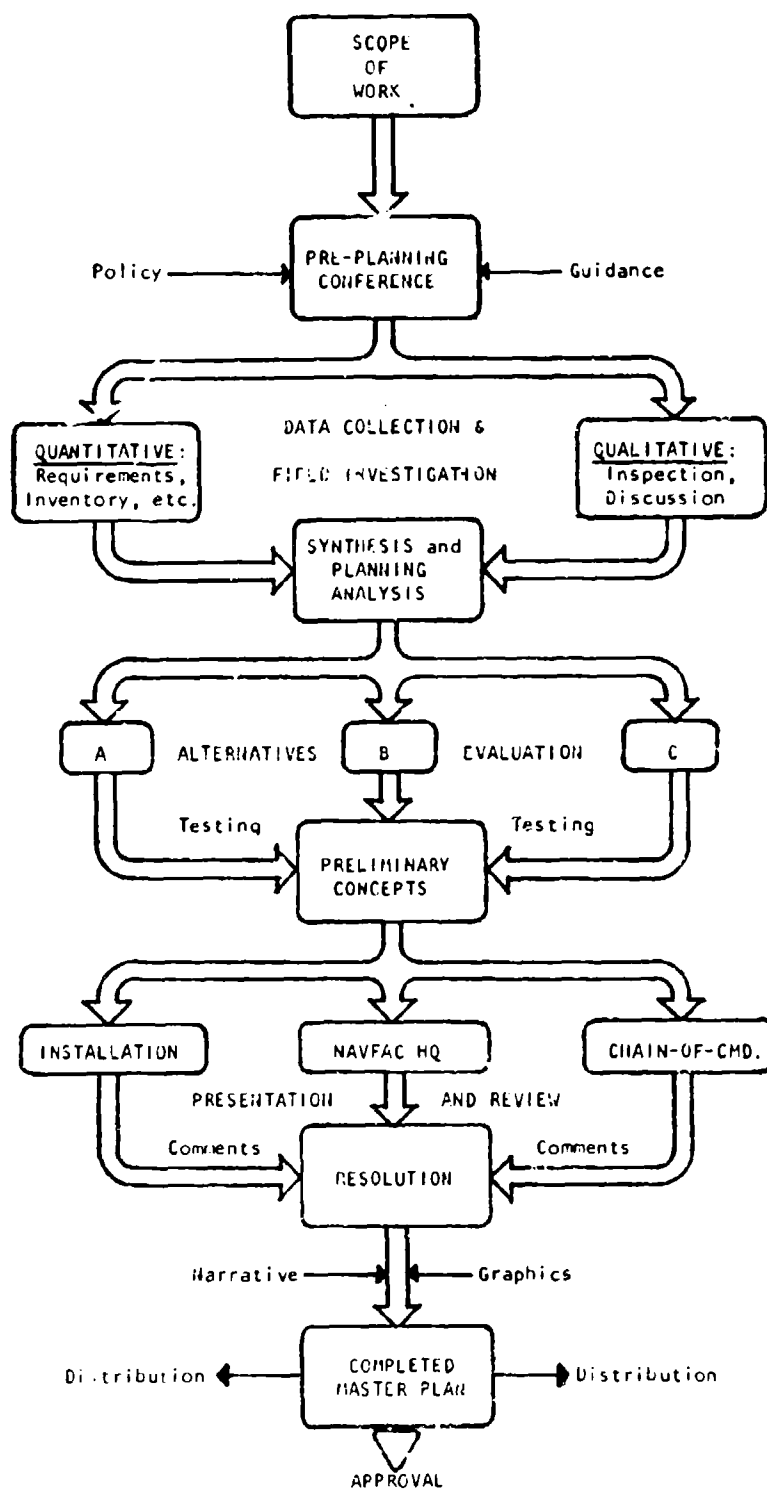 SCOPE
OF
WORK
Policy
PRE-PLANNING
CONFERENCE
Guidance
QUANTITATIVE:
Requirements,
Inventory, etc.
DATA COLLECTION &
FIELD INVESTIGATION
QUALITATIVE:
Inspection,
Discussion
SYNTHESIS and
PLANNING
ANALYSIS
A
ALTERNATIVES
B
EVALUATION
C
Testing
Testing
PRELIMINARY
CONCEPTS
INSTALLATION
NAVFAC HQ
CHAIN-OF-CMD.
PRESENTATION
AND REVIEW
Comments
Comments
RESOLUTION
Narrative
Graphics
Distribution
COMPLETED
MASTER PLAN
Distribution
APPROVAL